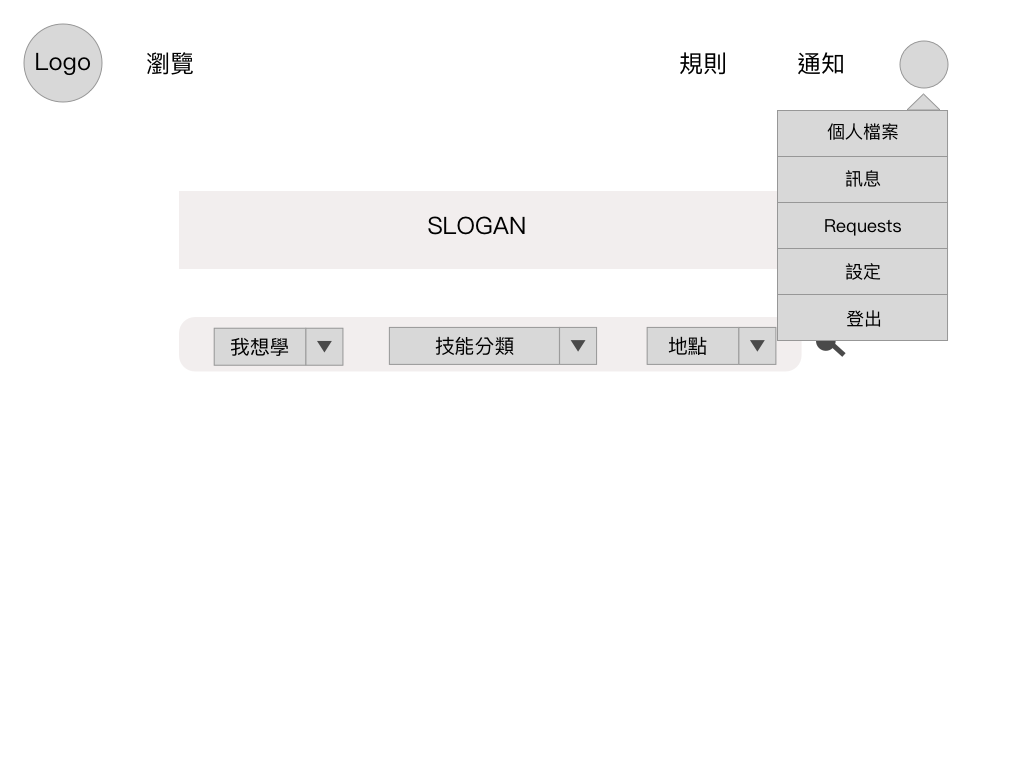 Logo
瀏覽
規則
通知
個人檔案
訊息
Requests
設定
登出
SLOGAN
我想學
技能分類
地點